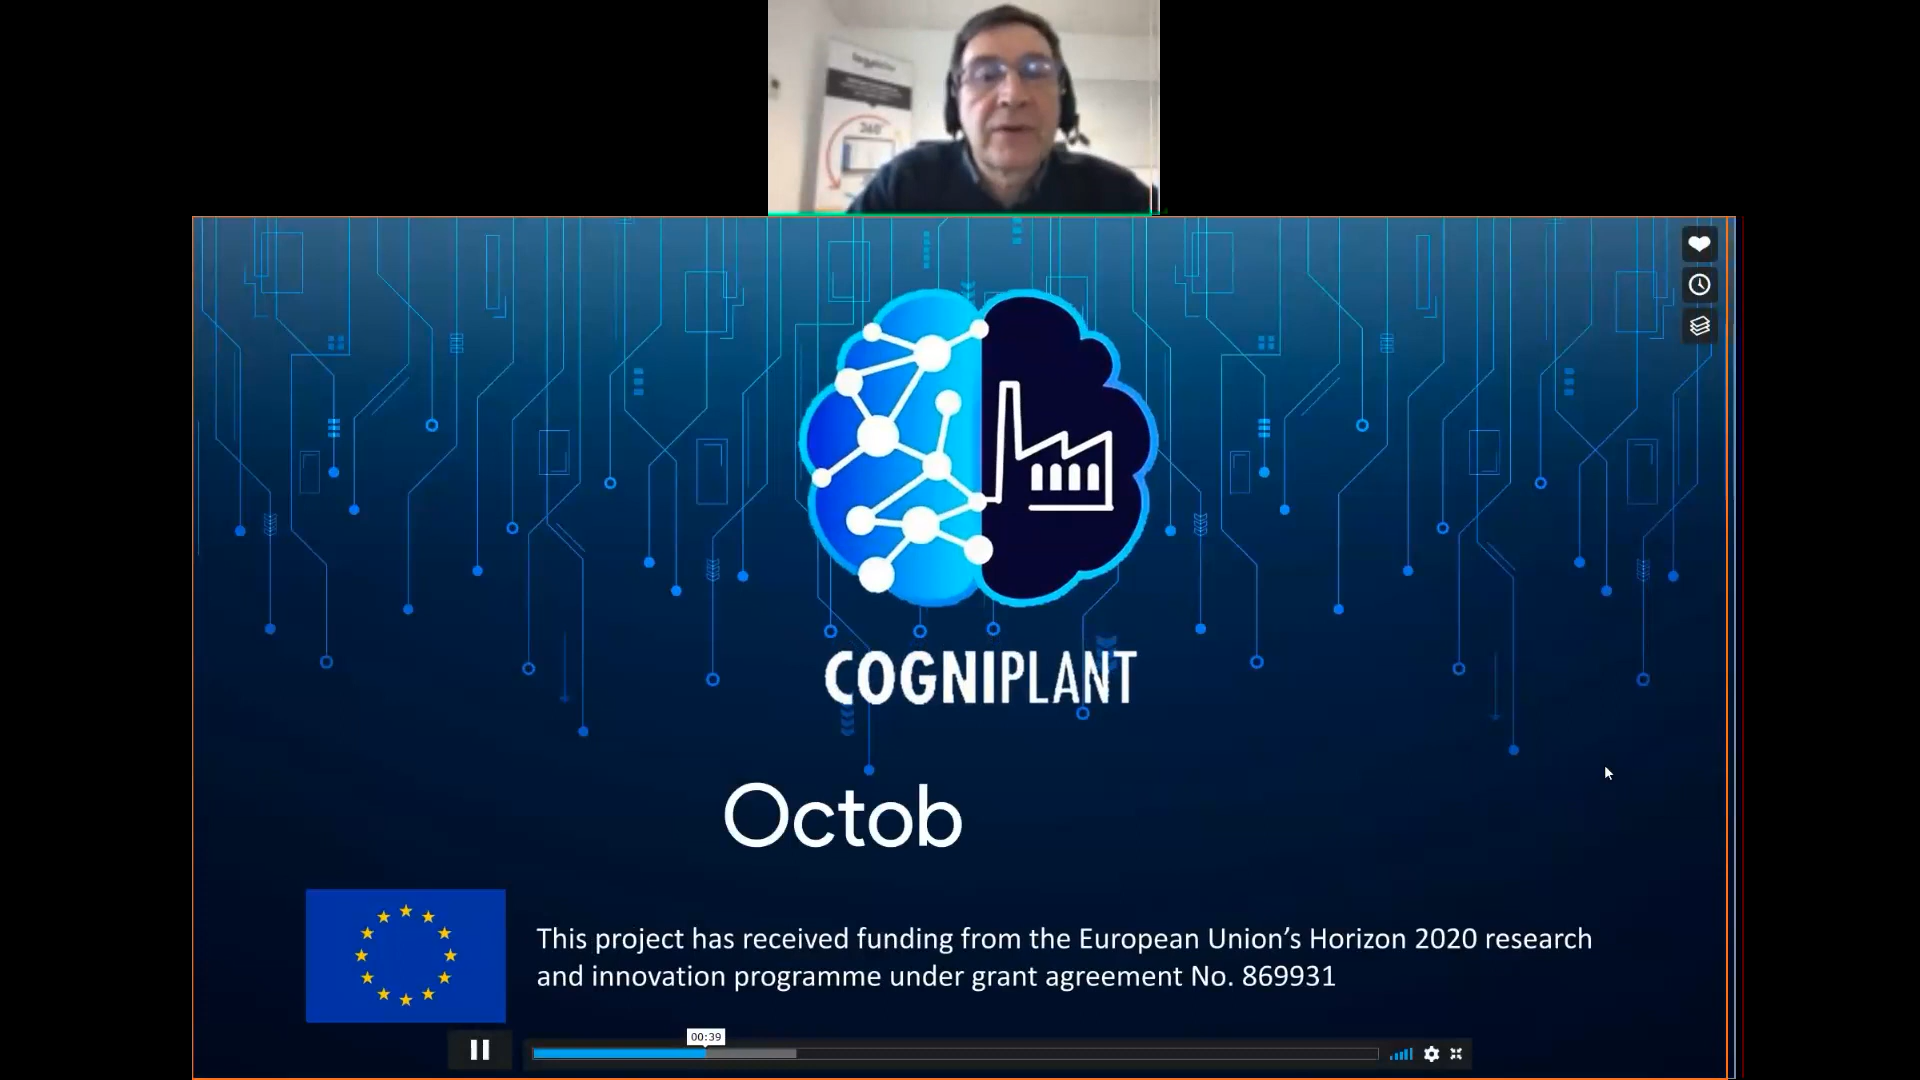 360°
COGNIPLANT
Octob
This project has received funding from the European Union’s Horizon 2020 research
and innovation programme under grant agreement No. 869931
00:39